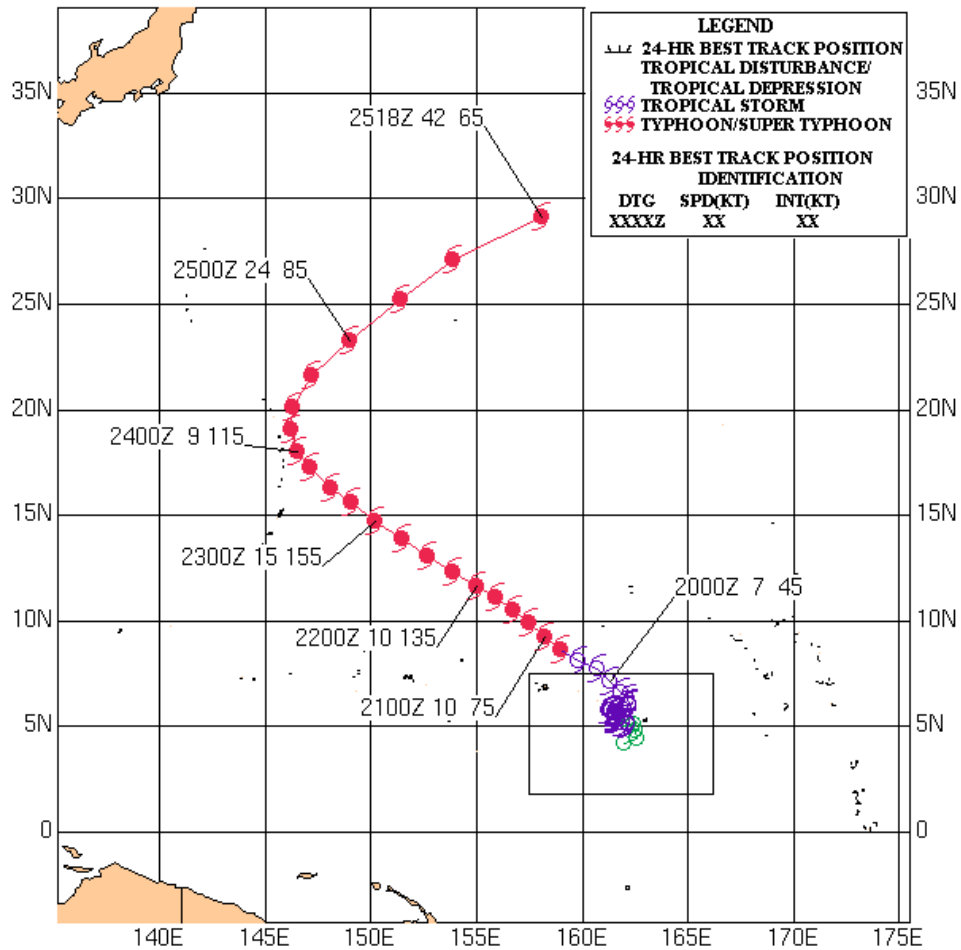 LEGEND
24-HR BEST TRACK POSITION
TROPICAL DISTURBANCE/
TROPICAL DEPRESSION
TROPICAL STORM
TYPHOON/SUPER TYPHOON
24-HR BEST TRACK POSITION
IDENTIFICATION
DTG SPD(KT) INT(KT)
XXXXZ XX XX
35N 35N
2518Z 42 65
30N 30N
2500Z 24 85
25N 25N
20N 20N
2400Z 9 115
15N 15N
2300Z 15 155
2000Z 7 45
10N 10N
2200Z 10 135
2100Z 10 75
5N 5N
0 0
140E 145E 150E 155E 160E 165E 170E 175E